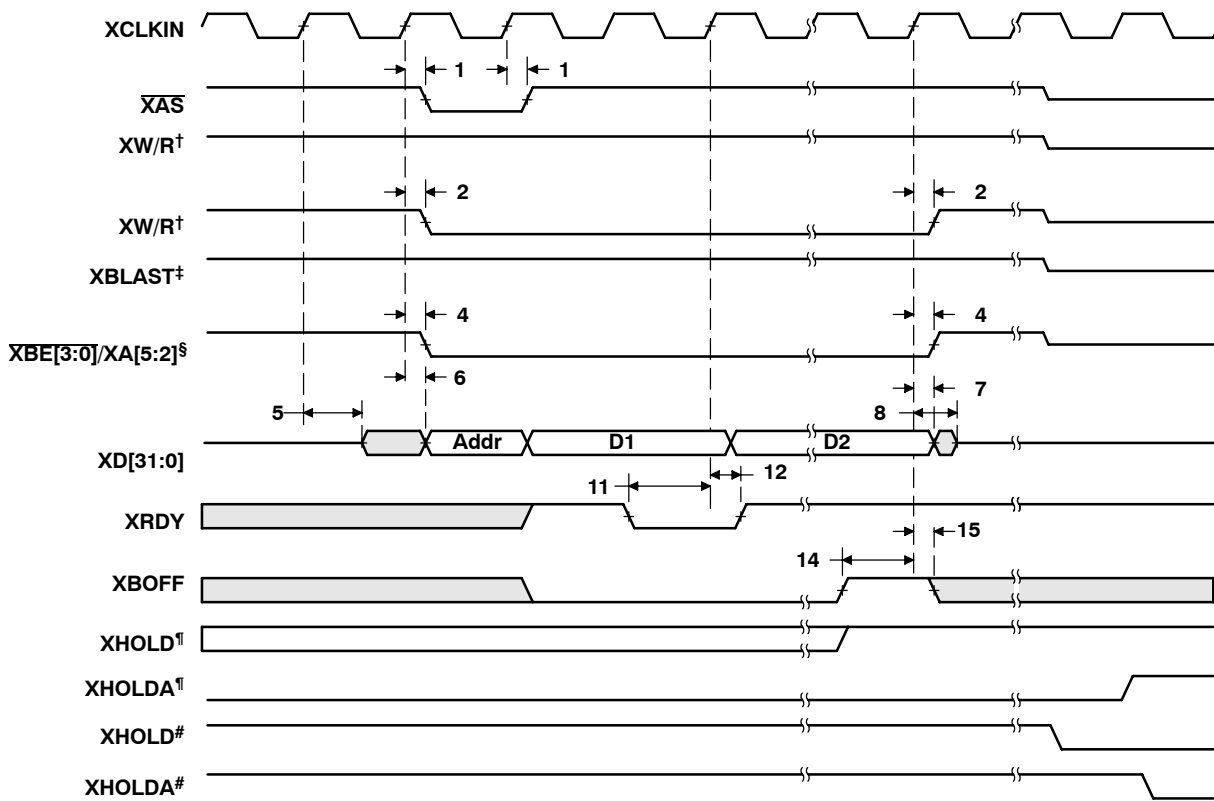 XCLKIN
1 1
XAS
XW/R†
2 2
XW/R†
XBLAST‡
4 4
XBE[3:0]/XA[5:2]§
6 7
5 8
Addr D1 D2
XD[31:0]
11 12
XRDY
14 15
XBOFF
XHOLD¶
XHOLDA¶
XHOLD#
XHOLDA#